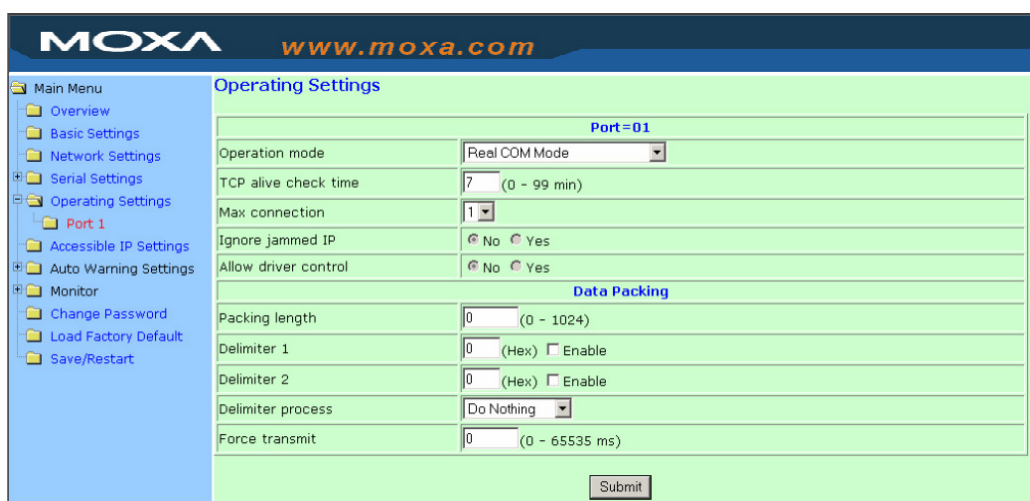 MOXA www.moxa.com
Main Menu
Overview
Basic Settings
Network Settings
Serial Settings
Operating Settings
Port 1
Accessible IP Settings
Auto Warning Settings
Monitor
Change Password
Load Factory Default
Save/Restart
Operating Settings
Port=01
Operation mode Real COM Mode
TCP alive check time 7 (0 - 99 min)
Max connection 1
Ignore jammed IP No Yes
Allow driver control No Yes
Data Packing
Packing length 0 (0 - 1024)
Delimiter 1 0 (Hex) Enable
Delimiter 2 0 (Hex) Enable
Delimiter process Do Nothing
Force transmit 0 (0 - 65535 ms)
Submit